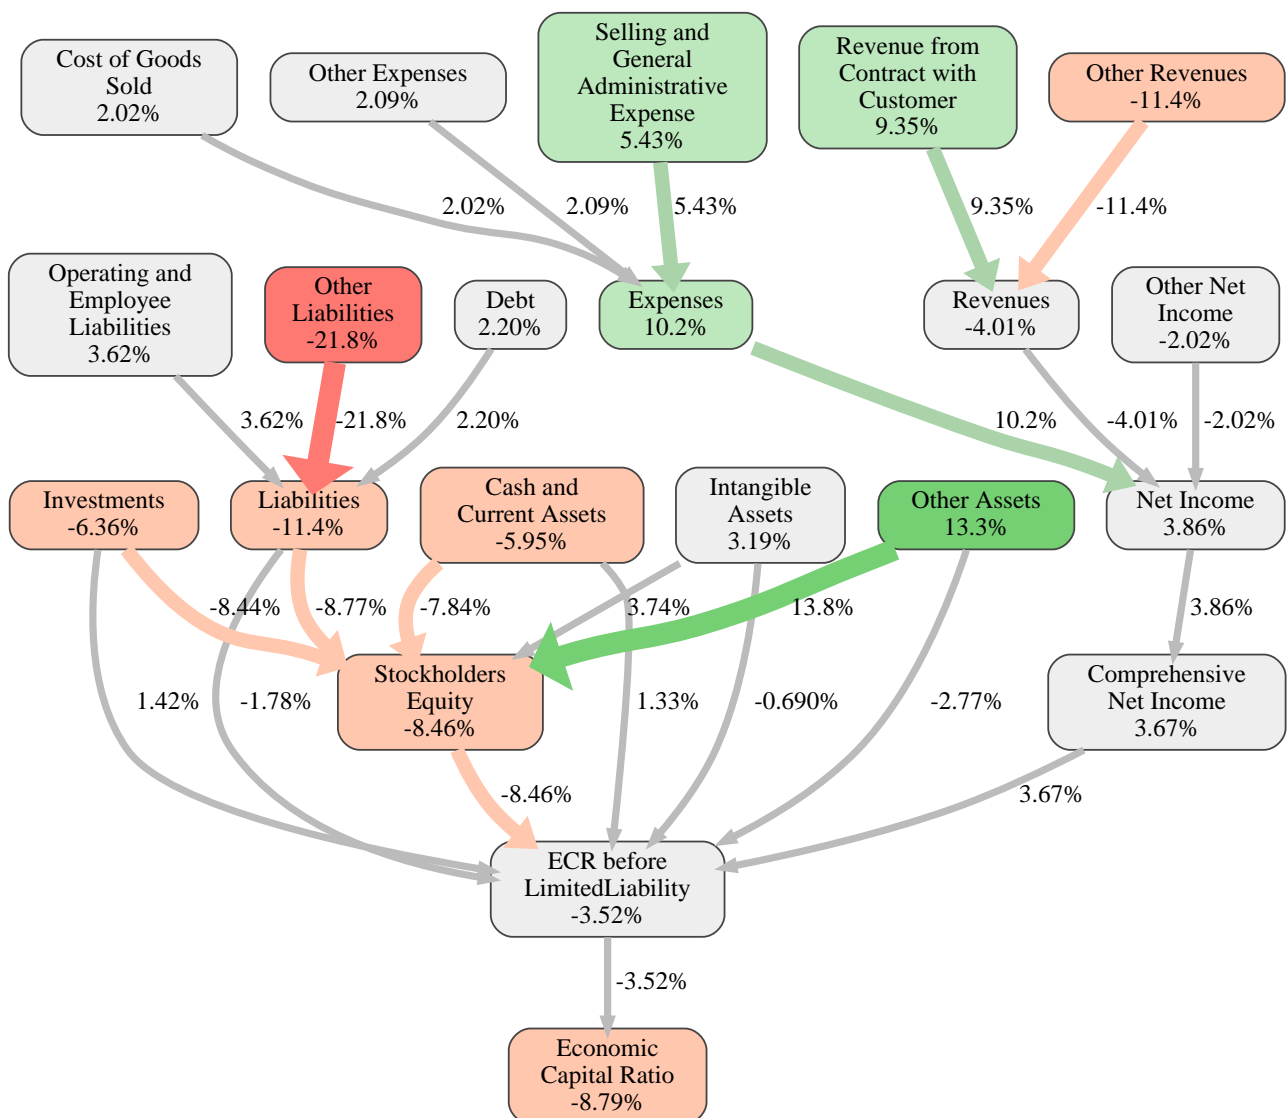 Cost of Goods
Sold
2.02%
Other Expenses
2.09%
Selling and
General
Administrative
Expense
5.43%
Revenue from
Contract with
Customer
9.35%
Other Revenues
-11.4%
2.02%
2.09%
5.43%
9.35%
-11.4%
Operating and
Employee
Liabilities
3.62%
Other
Liabilities
-21.8%
Debt
2.20%
Expenses
10.2%
Revenues
-4.01%
Other Net
Income
-2.02%
3.62%
-21.8%
2.20%
10.2%
-4.01%
-2.02%
Investments
-6.36%
Liabilities
-11.4%
Cash and
Current Assets
-5.95%
Intangible
Assets
3.19%
Other Assets
13.3%
Net Income
3.86%
-8.44%
-8.77%
-7.84%
3.74%
13.8%
3.86%
1.42%
-1.78%
Stockholders
Equity
-8.46%
1.33%
-0.690%
-2.77%
Comprehensive
Net Income
3.67%
-8.46%
3.67%
ECR before
LimitedLiability
-3.52%
-3.52%
Economic
Capital Ratio
-8.79%